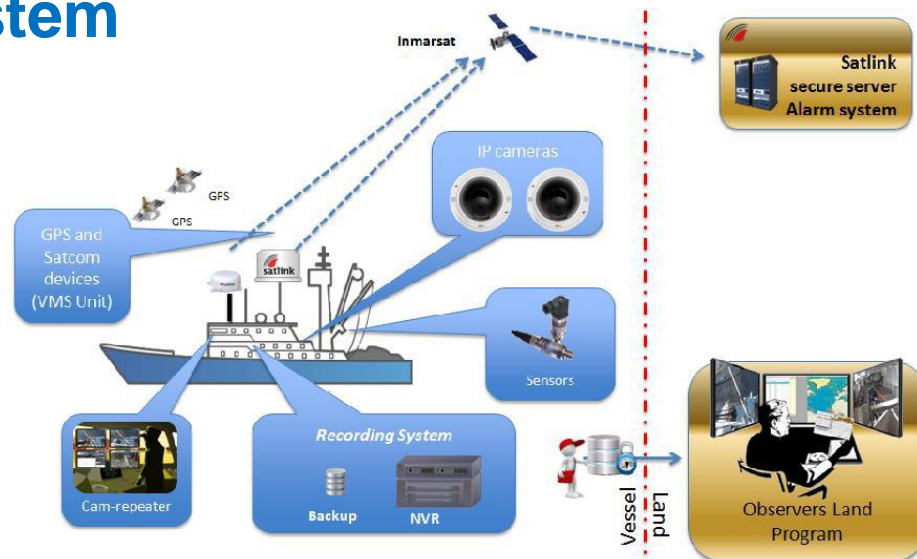 stem
Inmarsat
Satlink
secure server
Alarm system
IP cameras
GPS
GPS
GPS and
Satcom
devices
(VMS Unit)
satlink
Sensors
Recording System
Cam-repeater
Backup
NVR
Vessel
Land
Observers Land
Program